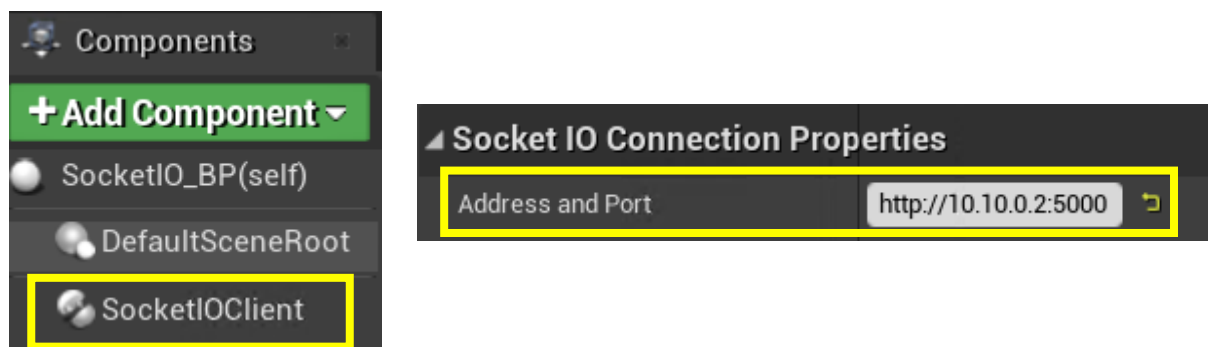 Components
+Add Component
SocketIO_BP(self)
DefaultSceneRoot
SocketIOClient
Socket IO Connection Properties
Address and Port http://10.10.0.2:5000